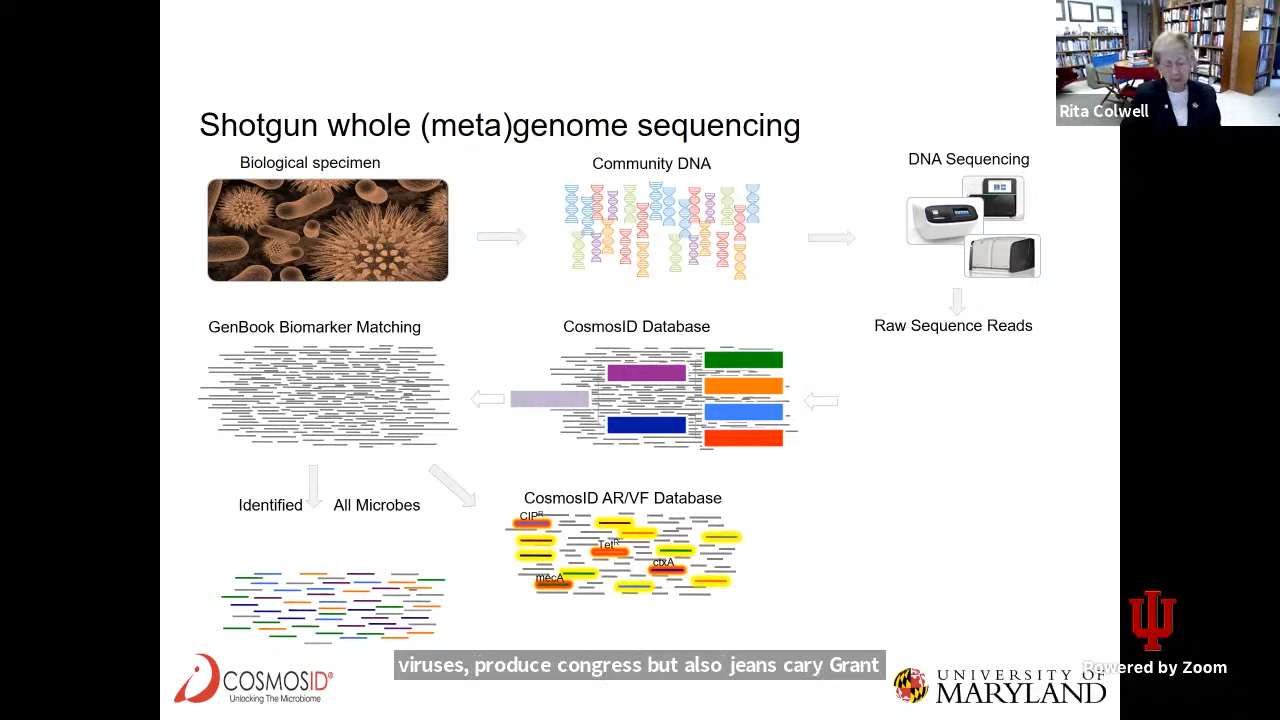 Rita Colwell
Shotgun whole (meta)genome sequencing
Biological specimen
Community DNA
DNA Sequencing
GenBook Biomarker Matching
CosmosID Database
Raw Sequence Reads
Identified
All Microbes
CosmosID AR/VF Database
CIPᴿ
Tetᴿ
ctxA
mecA
viruses, produce congress but also jeans cary Grant
COSMOSID®
Unlocking The Microbiome
UNIVERSITY OF
MARYLAND
Powered by Zoom